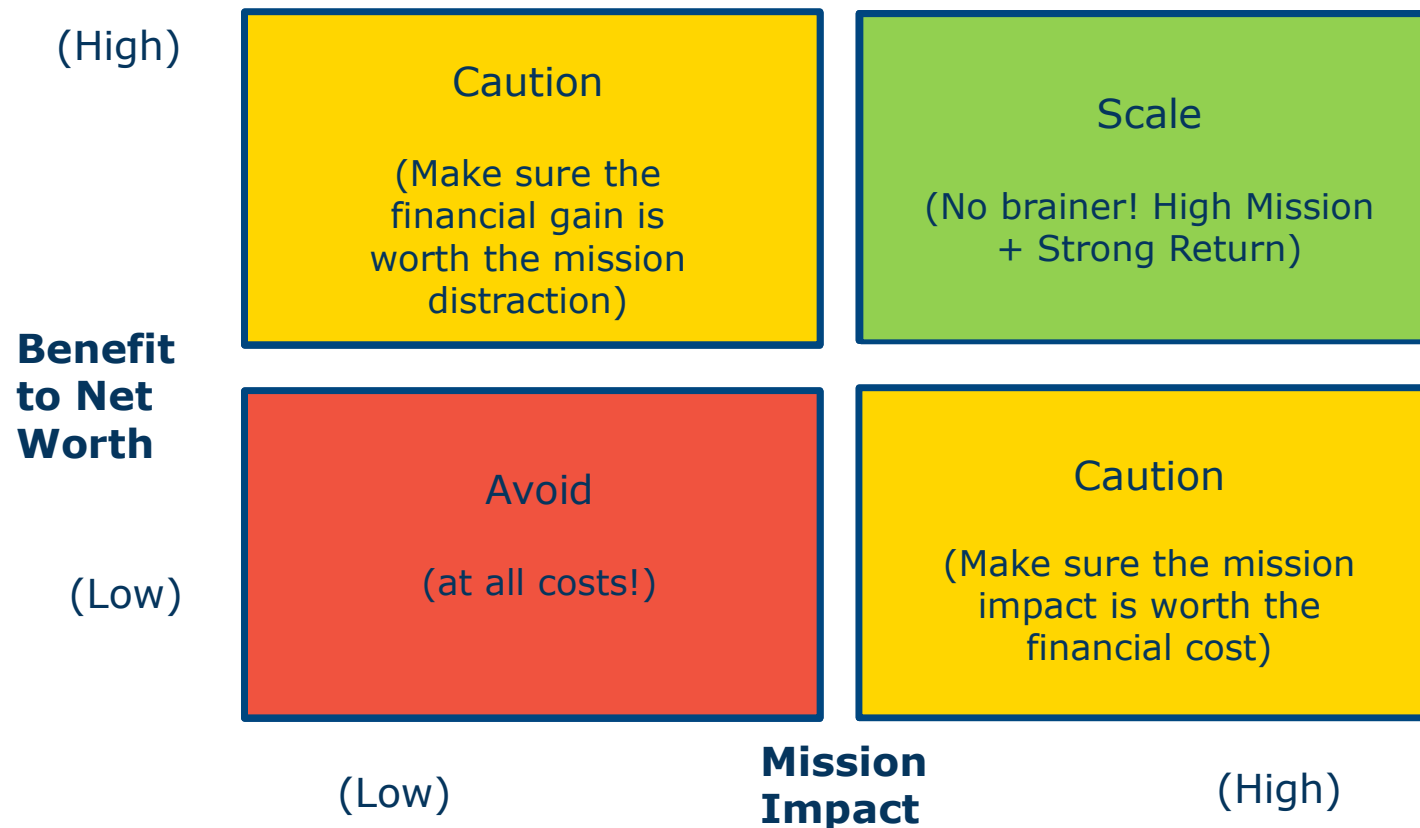 (High)
Caution
(Make sure the
financial gain is
worth the mission
distraction)
Scale
(No brainer! High Mission
+ Strong Return)
Benefit
to Net
Worth
(Low)
Avoid
(at all costs!)
Caution
(Make sure the mission
impact is worth the
financial cost)
(Low)
Mission
Impact
(High)